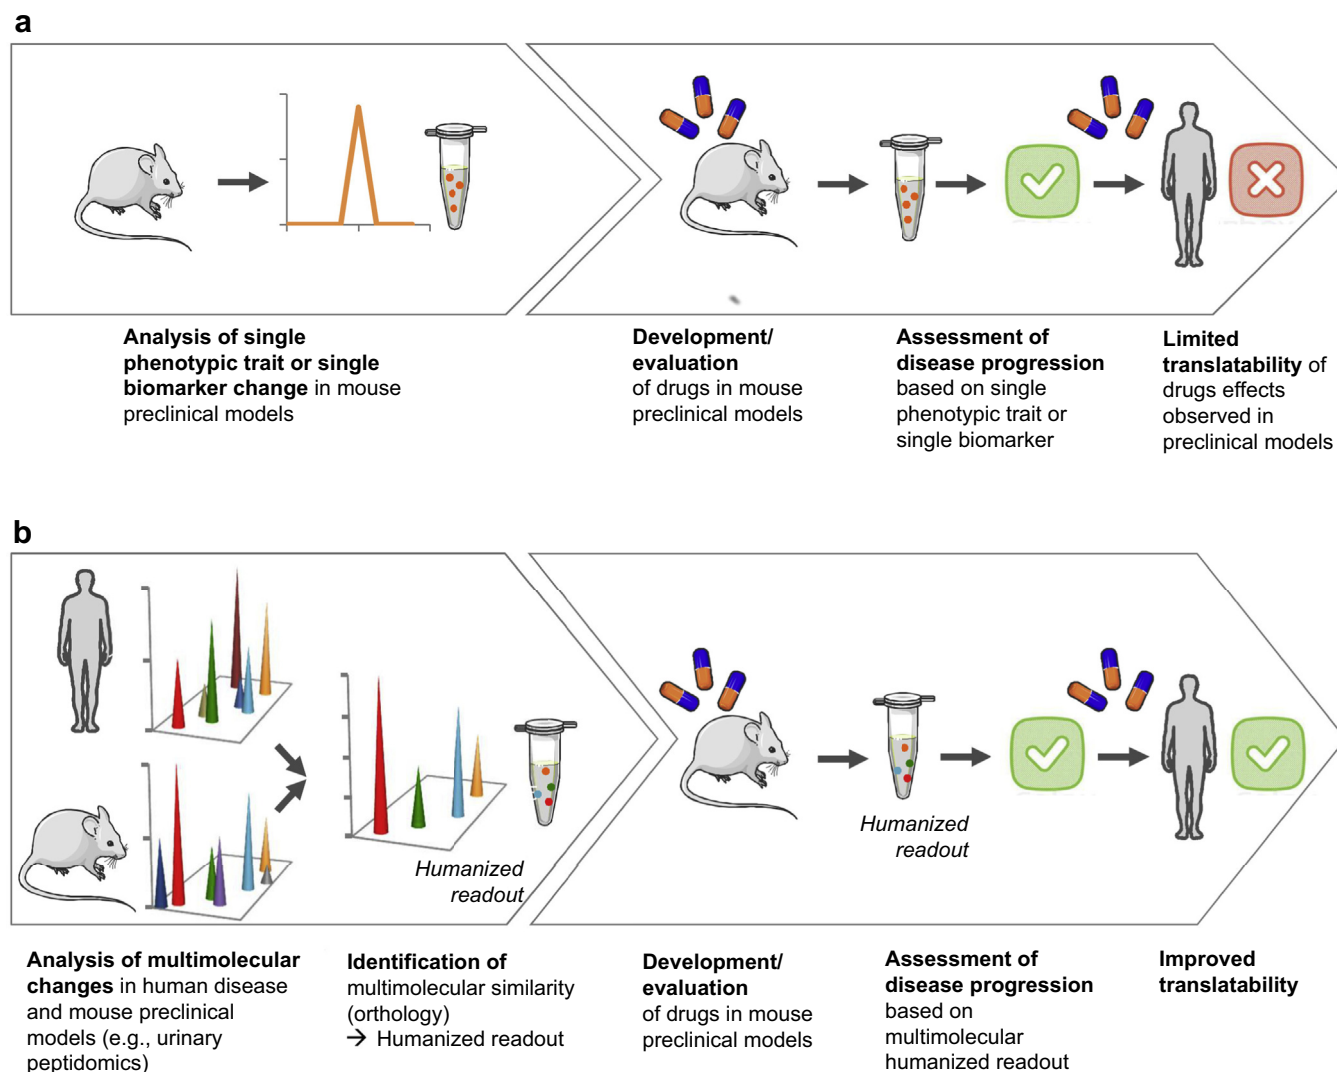 a
Analysis of single
phenotypic trait or single
biomarker change in mouse
preclinical models
Development/
evaluation
of drugs in mouse
preclinical models
Assessment of
disease progression
based on single
phenotypic trait or
single biomarker
Limited
translatability of
drugs effects
observed in
preclinical models
b
Humanized
readout
Humanized
readout
Analysis of multimolecular
changes in human disease
and mouse preclinical
models (e.g., urinary
peptidomics)
Identification of
multimolecular similarity
(orthology)
→ Humanized readout
Development/
evaluation
of drugs in mouse
preclinical models
Assessment of
disease progression
based on
multimolecular
humanized readout
Improved
translatability